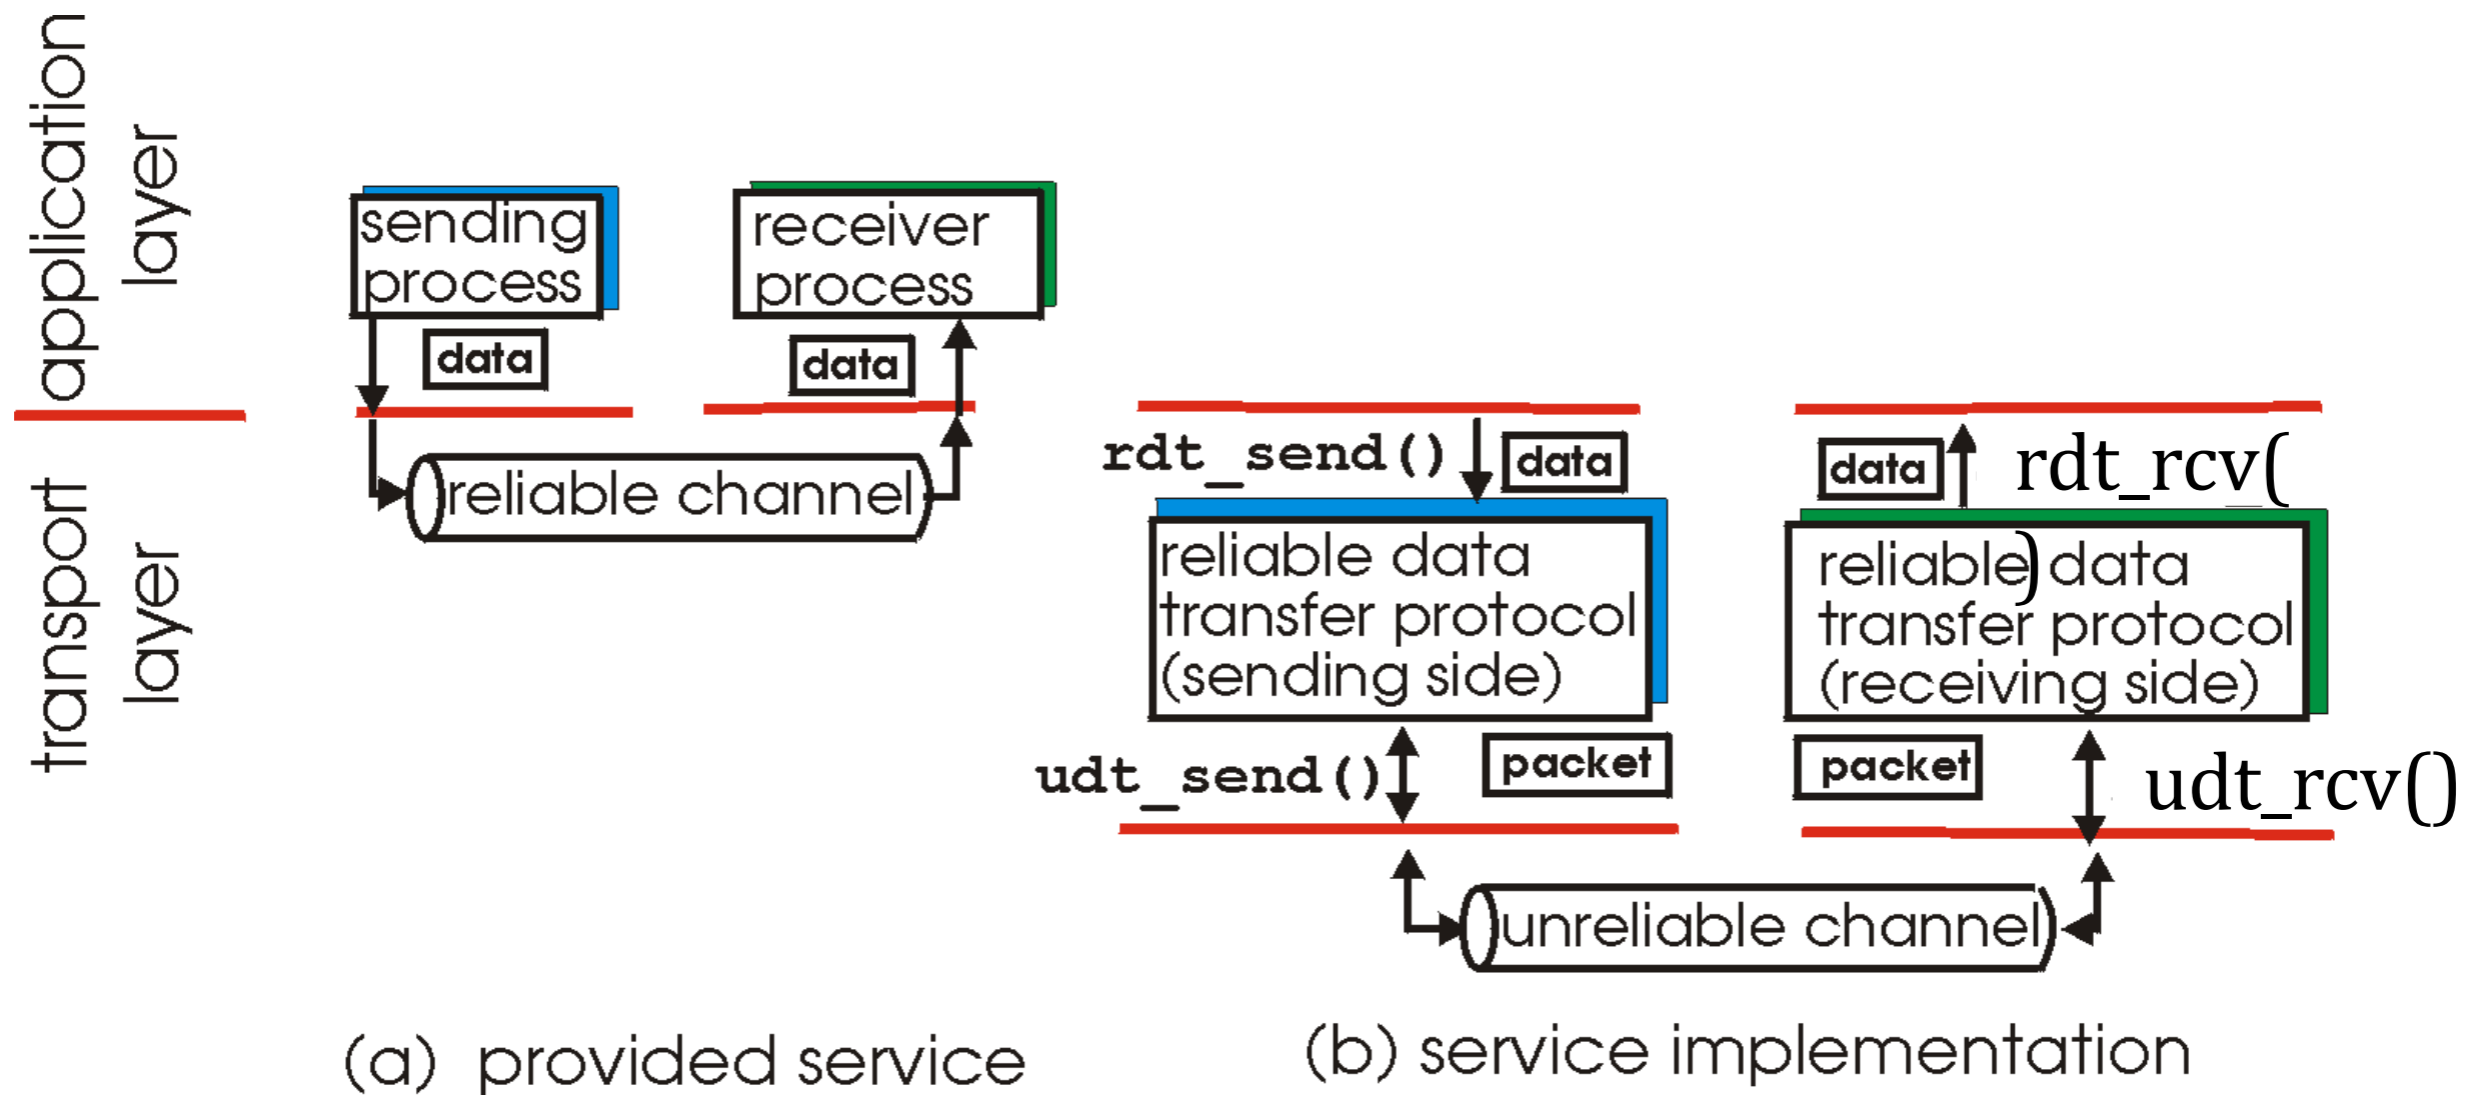 application
layer
transport
layer
sending
process
receiver
process
data
data
reliable channel
(a) provided service
rdt_send()
data
data
rdt_rcv(
)
reliable data
transfer protocol
(sending side)
reliable data
transfer protocol
(receiving side)
udt_send()
packet
packet
udt_rcv()
unreliable channel
(b) service implementation